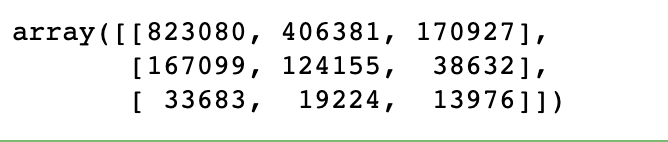 array([[823080, 406381, 170927],
       [167099, 124155,  38632],
       [ 33683,  19224,  13976]])